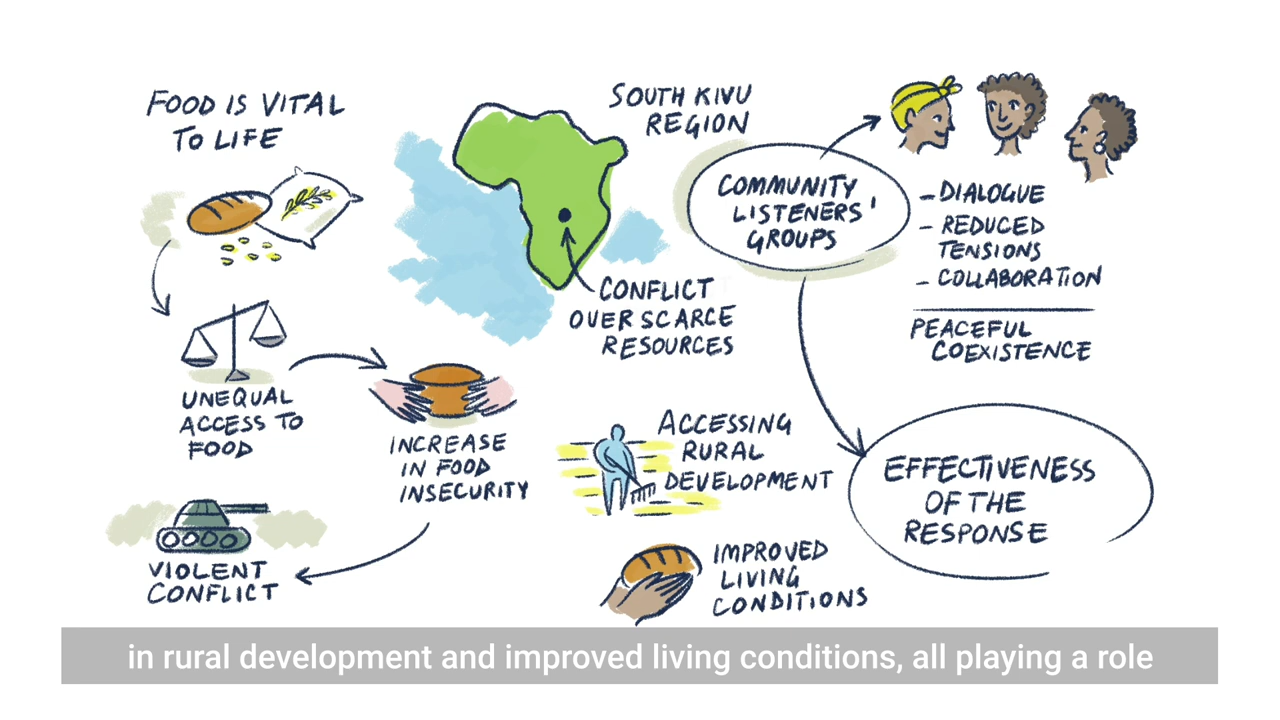 FOOD IS VITAL
TO LIFE
UNEQUAL
ACCESS TO
FOOD
INCREASE
IN FOOD
INSECURITY
VIOLENT
CONFLICT
SOUTH KIVU
REGION
CONFLICT
OVER SCARCE
RESOURCES
COMMUNITY
LISTENERS'
GROUPS
- DIALOGUE
- REDUCED
TENSIONS
- COLLABORATION
PEACEFUL
COEXISTENCE
ACCESSING
RURAL
DEVELOPMENT
IMPROVED
LIVING
CONDITIONS
EFFECTIVENESS
OF THE
RESPONSE
in rural development and improved living conditions, all playing a role